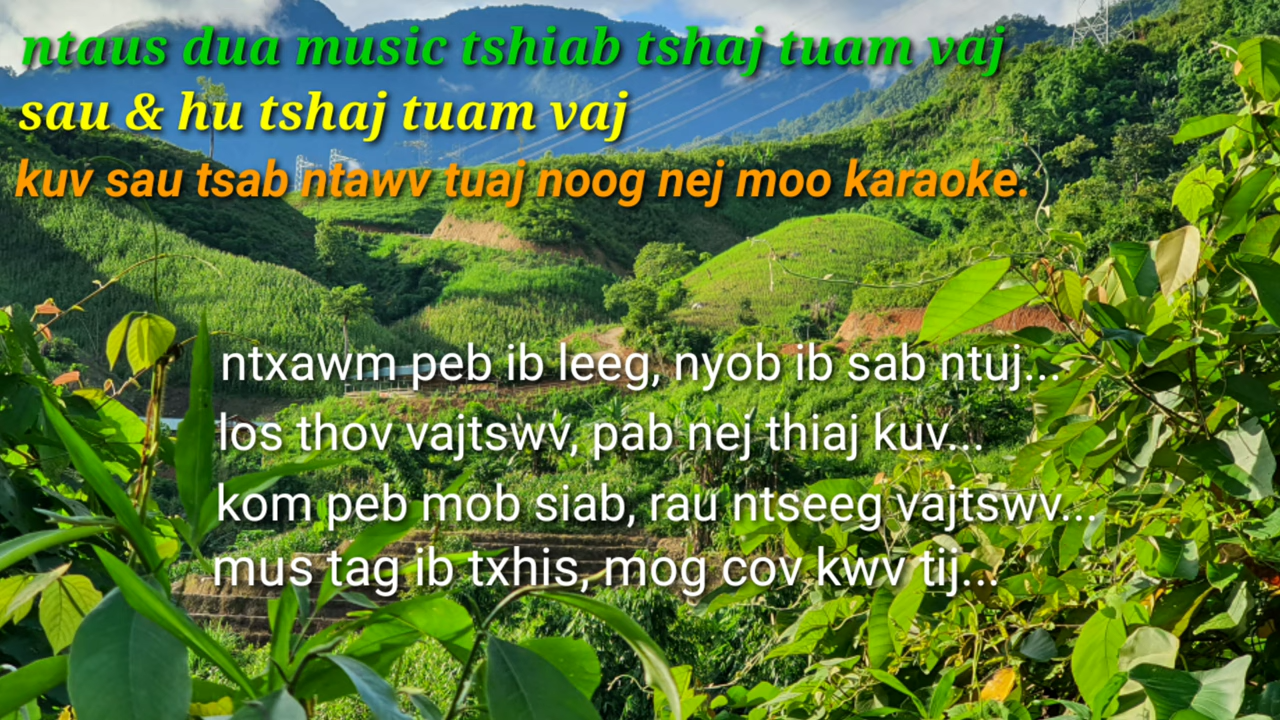 ntaus dua music tshiab tshaj tuam vaj
sau & hu tshaj tuam vaj
kuv sau tsab ntawv tuaj noog nej moo karaoke.
ntxawm peb ib leeg, nyob ib sab ntuj...
los thov vajtswv, pab nej thiaj kuv...
kom peb mob siab, rau ntseeg vajtswv...
mus tag ib txhis, mog cov kwv tij...